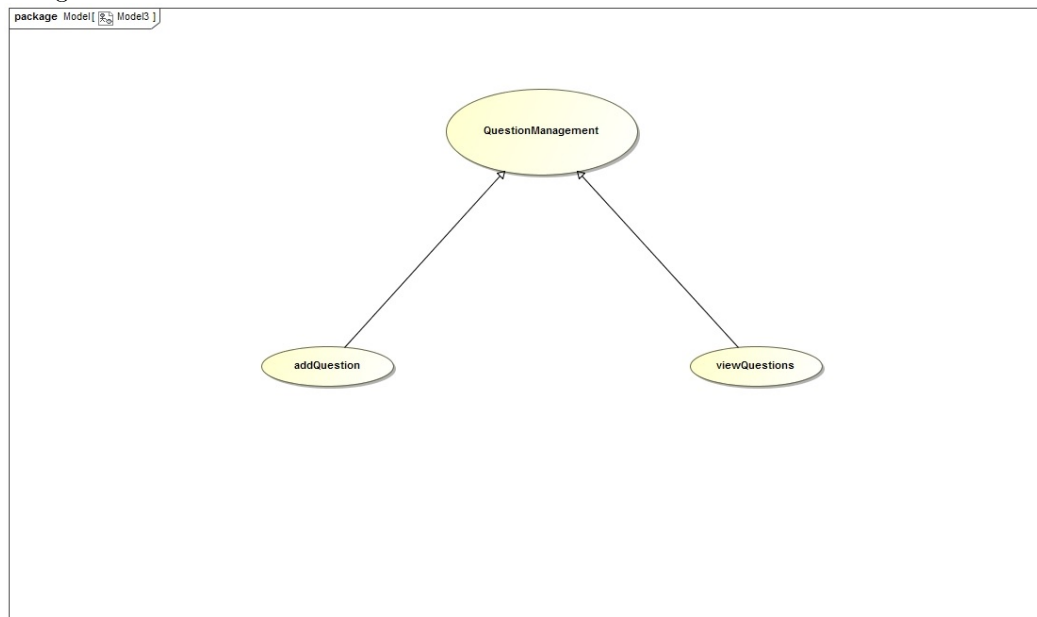 package Model[ Model3 ]
QuestionManagement
addQuestion
viewQuestions